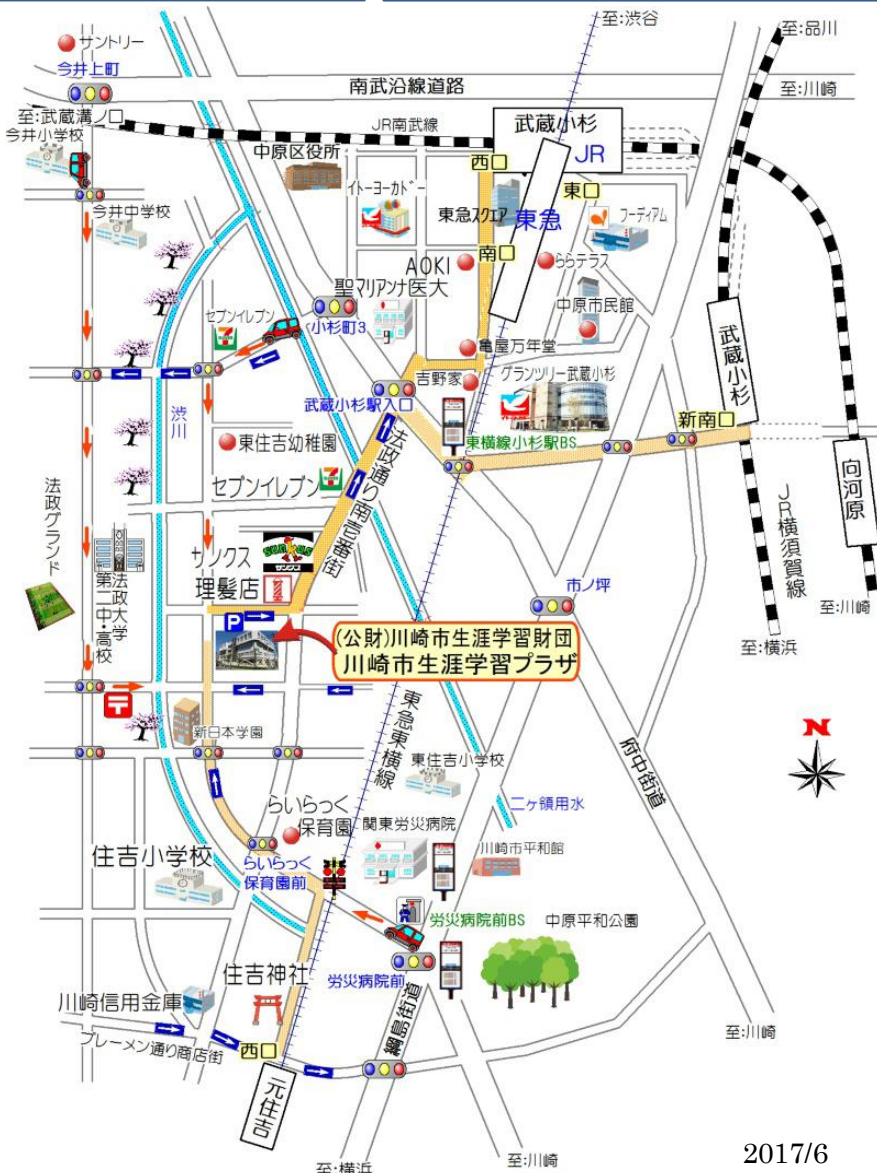 至:渋谷
至:品川
サントリー
今井上町
南武沿線道路
至:川崎
至:武蔵溝ノ口
JR南武線
武蔵小杉
JR
今井小学校
中原区役所
西口
東口
イトーヨーカドー
東急スクエア
東急
フーディアム
今井中学校
南口
ららテラス
AOKI
聖マリアンナ医大
中原市民館
セブンイレブン
小杉町3
亀屋万年堂
武蔵小杉
吉野家
グランツリー武蔵小杉
渋川
武蔵小杉駅入口
新南口
東横線小杉駅BS
東住吉幼稚園
法政通り南壱番街
セブンイレブン
向河原
法政グランド
JR横須賀線
サンクス
サンクス
理髪店
法政大学
第二中・高校
市ノ坪
至:川崎
P
(公財)川崎市生涯学習財団
川崎市生涯学習プラザ
至:横浜
東急東横線
N
新日本学園
東住吉小学校
府中街道
二ヶ領用水
らいらっく
保育園
関東労災病院
川崎市平和館
住吉小学校
らいらっく
保育園前
労災病院前BS
中原平和公園
住吉神社
労災病院前
川崎信用金庫
綱島街道
至:川崎
ブレーメン通り商店街
西口
元住吉
至:横浜
至:川崎
2017/6